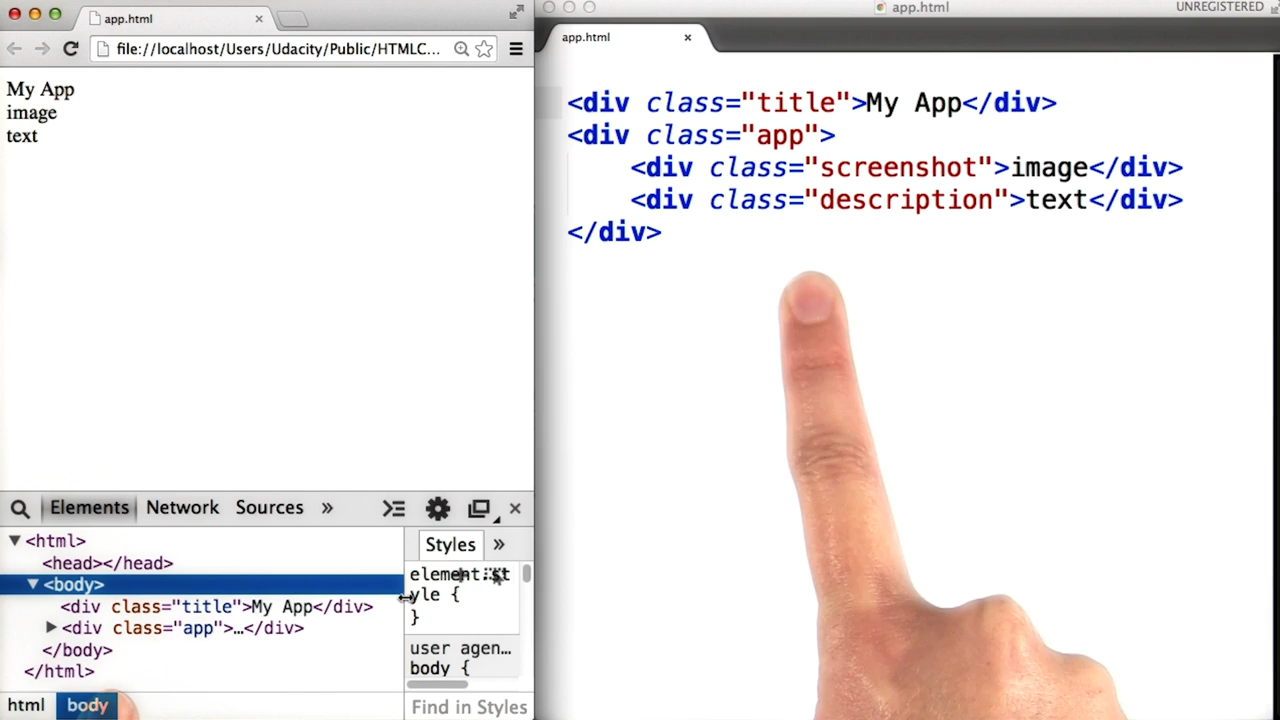 app.html
file://localhost/Users/Udacity/Public/HTMLC...
My App
image
text
Elements Network Sources »
<html>
<head></head>
<body>
<div class="title">My App</div>
<div class="app">…</div>
</body>
</html>
html body
Styles »
element.st
yle {
}
user agen…
body {
Find in Styles
app.html
UNREGISTERED
app.html
<div class="title">My App</div>
<div class="app">
<div class="screenshot">image</div>
<div class="description">text</div>
</div>